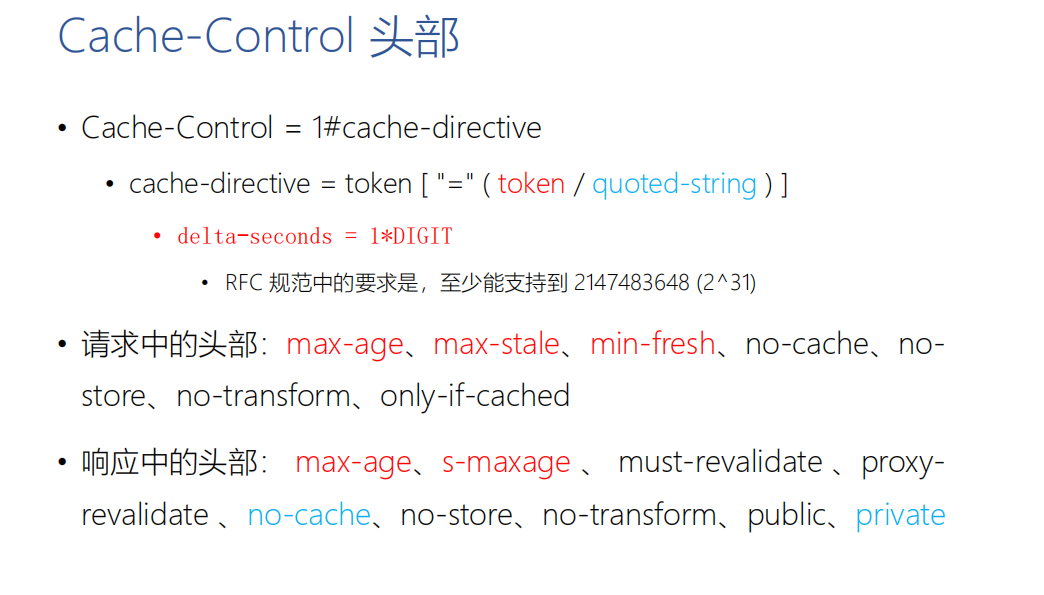 Cache-Control 头部
• Cache-Control = 1#cache-directive
• cache-directive = token [ "=" ( token / quoted-string ) ]
• delta-seconds = 1*DIGIT
• RFC 规范中的要求是，至少能支持到 2147483648 (2^31)
• 请求中的头部：max-age、max-stale、min-fresh、no-cache、no-
store、no-transform、only-if-cached
• 响应中的头部： max-age、s-maxage 、 must-revalidate 、proxy-
revalidate 、no-cache、no-store、no-transform、public、private